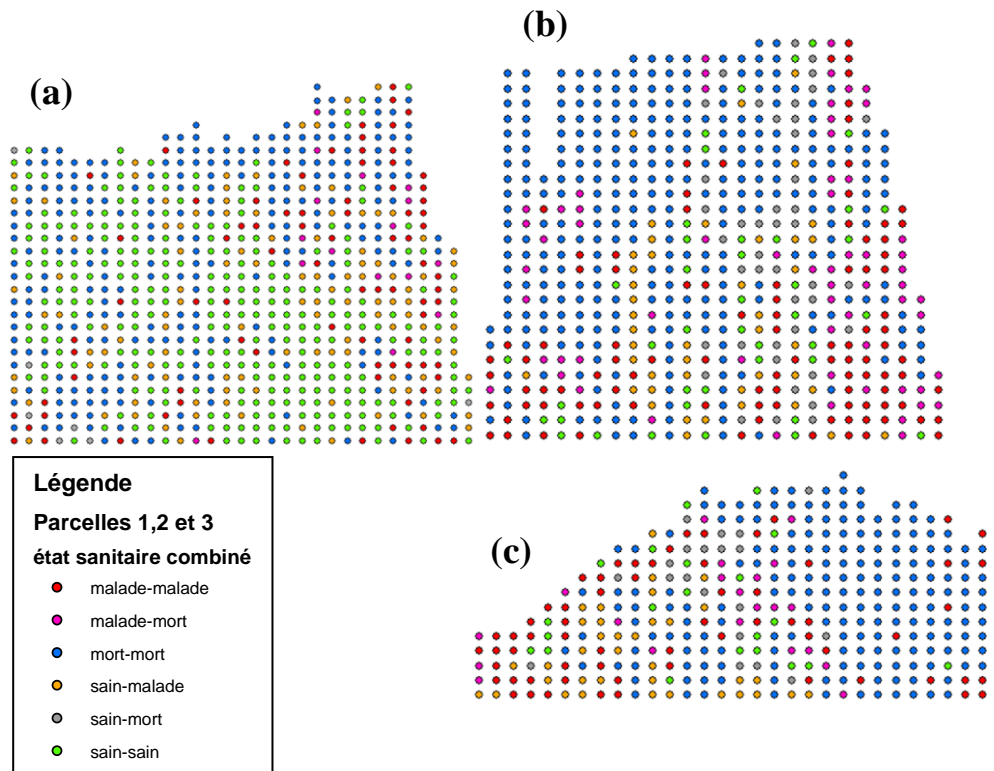 (b)
(a)
Légende
Parcelles 1,2 et 3
état sanitaire combiné
malade-malade
malade-mort
mort-mort
sain-malade
sain-mort
sain-sain
(c)